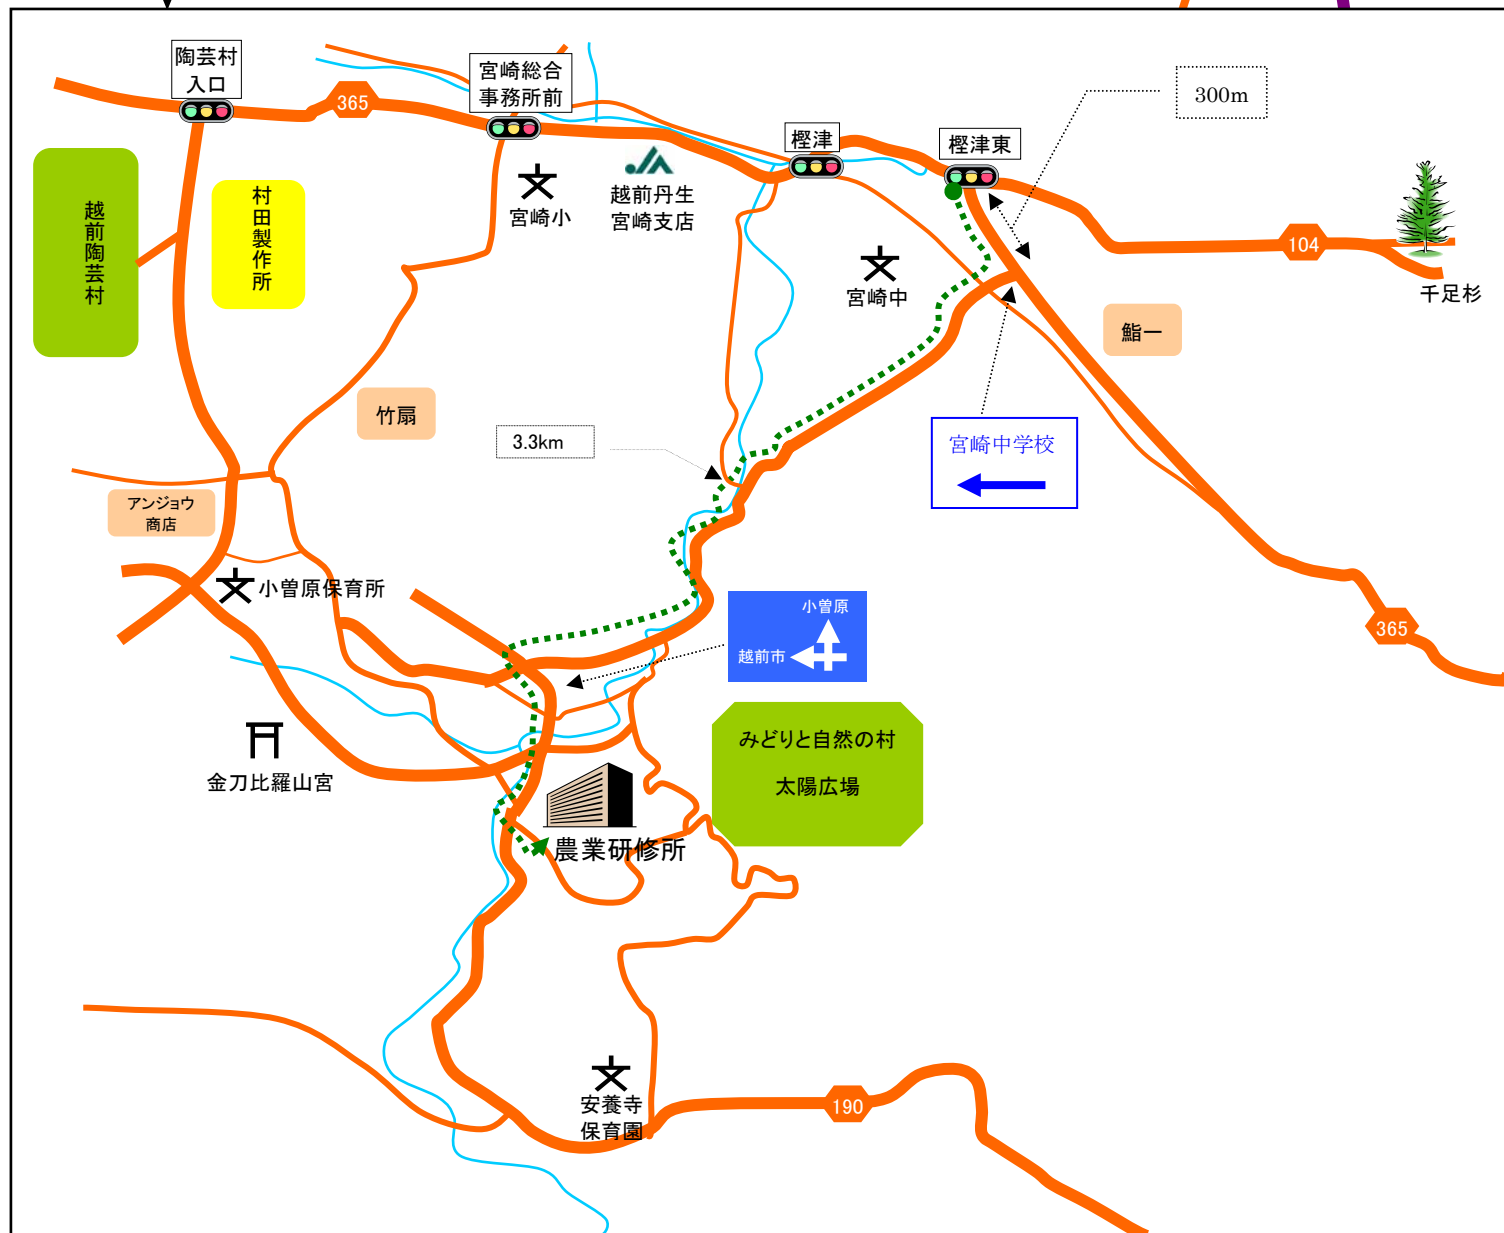 陶芸村
入口
365
宮崎総合
事務所前
樫津
樫津東
300m
越前陶芸村
村田製作所
宮崎小
越前丹生
宮崎支店
宮崎中
104
千足杉
鮨一
竹扇
3.3km
宮崎中学校
アンジョウ
商店
小曽原保育所
小曽原
越前市
365
金刀比羅山宮
みどりと自然の村
太陽広場
農業研修所
安養寺
保育園
190